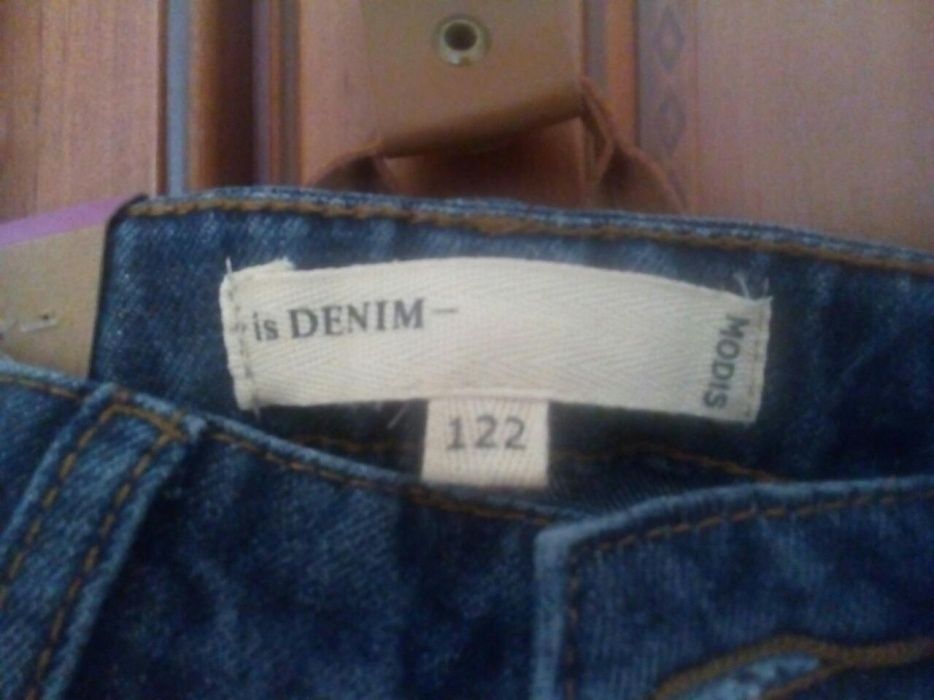 is DENIM—
MODIS
122